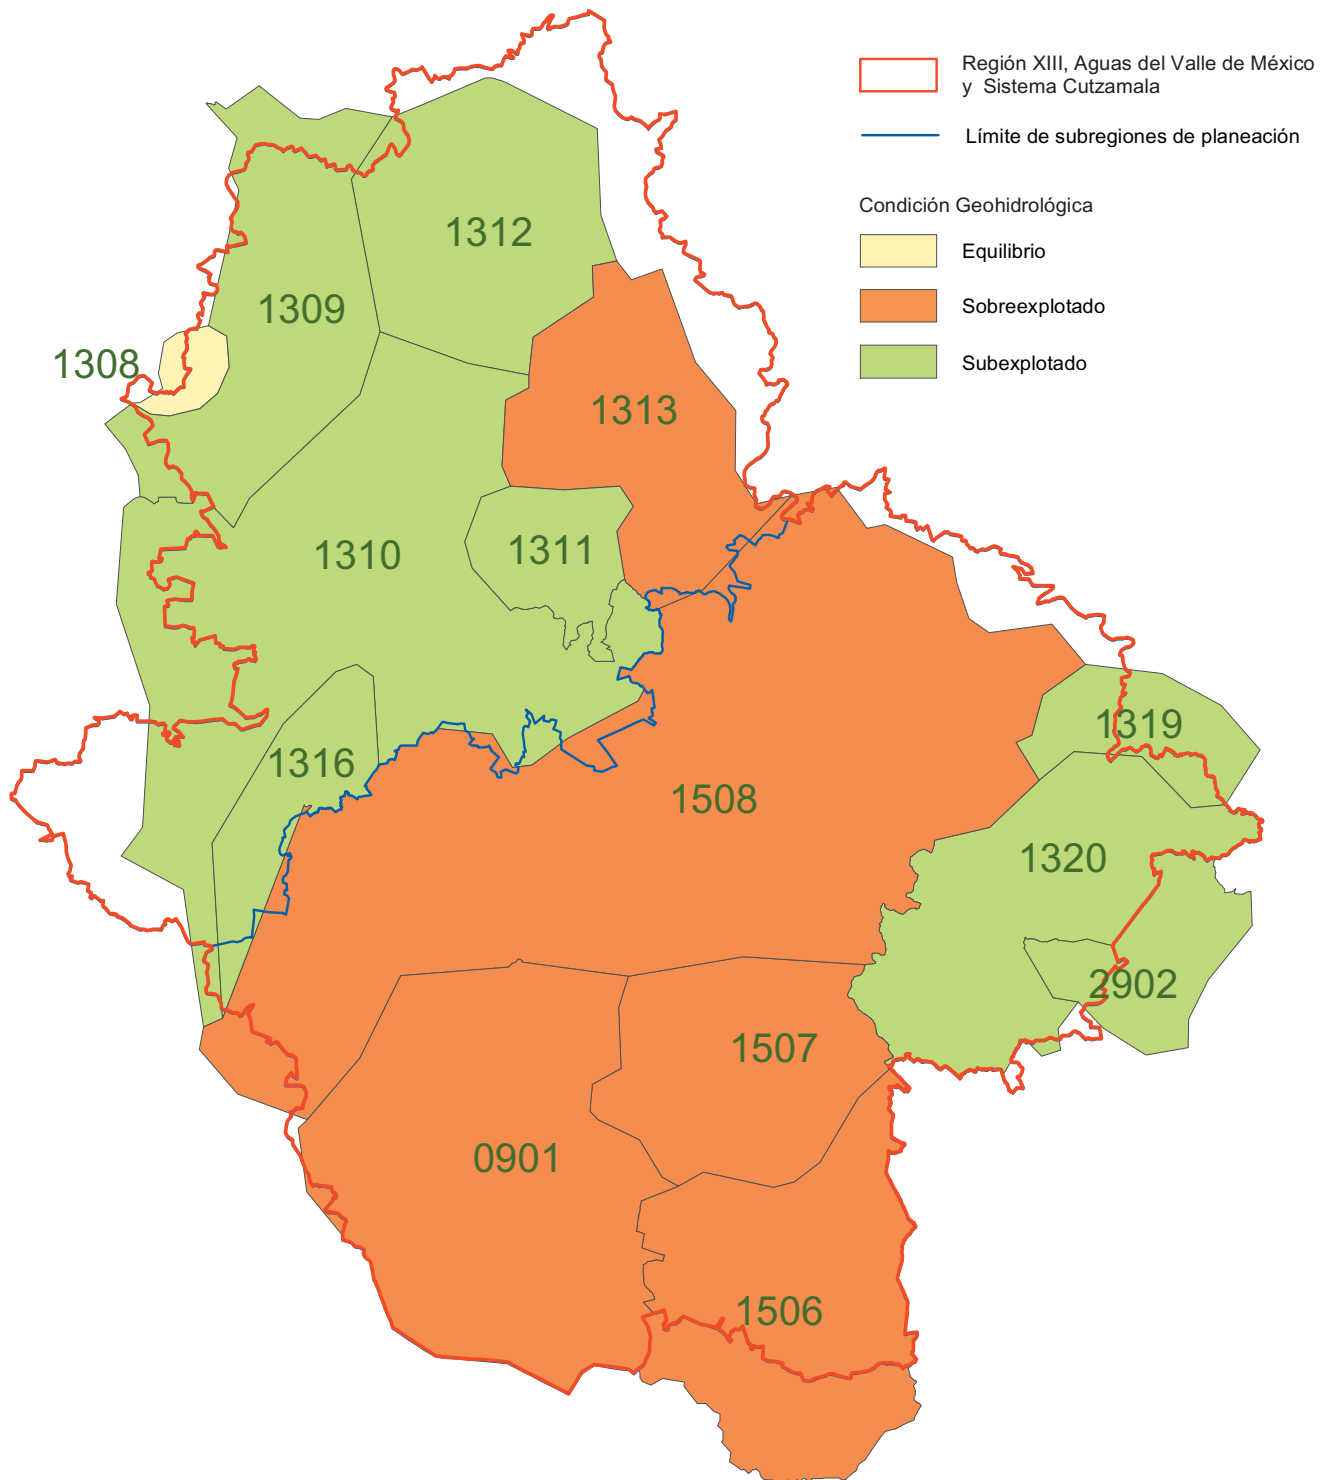 Región XIII, Aguas del Valle de México
y Sistema Cutzamala
Límite de subregiones de planeación
Condición Geohidrológica
Equilibrio
Sobreexplotado
Subexplotado
1312
1309
1308
1313
1310
1311
1319
1316
1508
1320
2902
1507
0901
1506